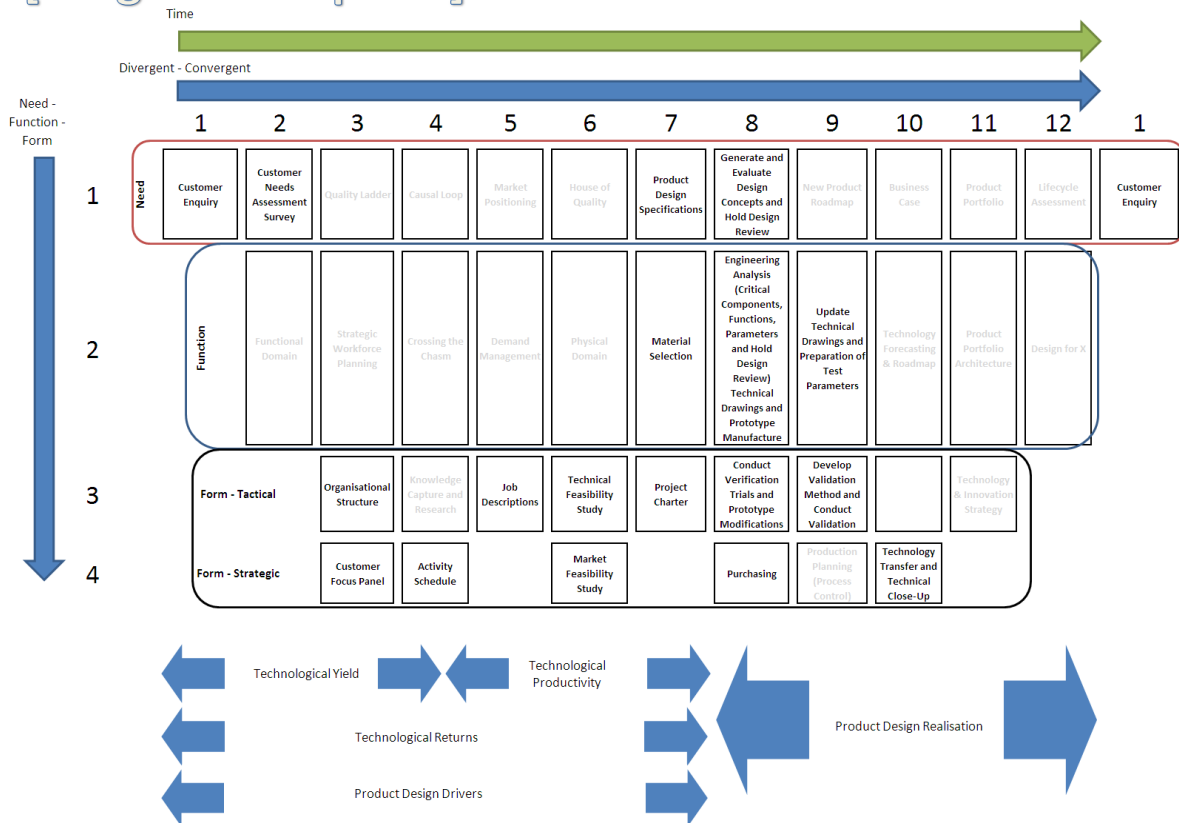 Time
Divergent - Convergent
Need -
Function -
Form
1 2 3 4 5 6 7 8 9 10 11 12 1
1
Need
Customer
Enquiry
Customer
Needs
Assessment
Survey
Quality Ladder
Causal Loop
Market
Positioning
House of
Quality
Product
Design
Specifications
Generate and
Evaluate
Design
Concepts and
Hold Design
Review
New Product
Roadmap
Business
Case
Product
Portfolio
Lifecycle
Assessment
Customer
Enquiry
2
Function
Functional
Domain
Strategic
Workforce
Planning
Crossing the
Chasm
Demand
Management
Physical
Domain
Material
Selection
Engineering
Analysis
(Critical
Components,
Functions,
Parameters
and Hold
Design
Review)
Technical
Drawings and
Prototype
Manufacture
Update
Technical
Drawings and
Preparation of
Test
Parameters
Technology
Forecasting
& Roadmap
Product
Portfolio
Architecture
Design for X
3
Form - Tactical
Organisational
Structure
Knowledge
Capture and
Research
Job
Descriptions
Technical
Feasibility
Study
Project
Charter
Conduct
Verification
Trials and
Prototype
Modifications
Develop
Validation
Method and
Conduct
Validation
Technology
& Innovation
Strategy
4
Form - Strategic
Customer
Focus Panel
Activity
Schedule
Market
Feasibility
Study
Purchasing
Production
Planning
(Process
Control)
Technology
Transfer and
Technical
Close-Up
Technological Yield
Technological
Productivity
Technological Returns
Product Design Realisation
Product Design Drivers